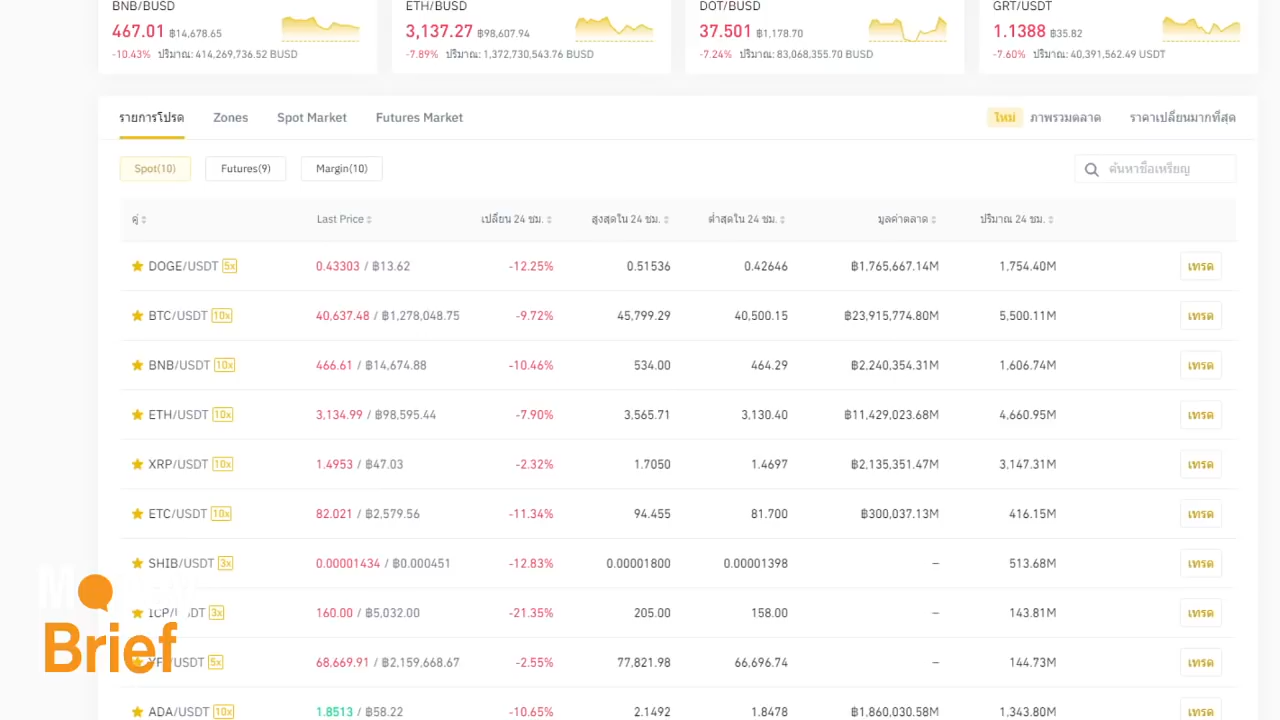 BNB/BUSD
467.01 ฿14,678.65
-10.43% ปริมาณ: 414,269,736.52 BUSD
ETH/BUSD
3,137.27 ฿98,607.94
-7.89% ปริมาณ: 1,372,730,543.76 BUSD
DOT/BUSD
37.501 ฿1,178.70
-7.24% ปริมาณ: 83,068,355.70 BUSD
GRT/USDT
1.1388 ฿35.82
-7.60% ปริมาณ: 40,391,562.49 USDT
รายการโปรด Zones Spot Market Futures Market ใหม่ ภาพรวมตลาด ราคาเปลี่ยนมากที่สุด
Spot(10) Futures(9) Margin(10) ค้นหาชื่อเหรียญ
คู่ Last Price เปลี่ยน 24 ชม. สูงสุดใน 24 ชม. ต่ำสุดใน 24 ชม. มูลค่าตลาด ปริมาณ 24 ชม.
DOGE/USDT 5x 0.43303 / ฿13.62 -12.25% 0.51536 0.42646 ฿1,765,667.14M 1,754.40M เทรด
BTC/USDT 10x 40,637.48 / ฿1,278,048.75 -9.72% 45,799.29 40,500.15 ฿23,915,774.80M 5,500.11M เทรด
BNB/USDT 10x 466.61 / ฿14,674.88 -10.46% 534.00 464.29 ฿2,240,354.31M 1,606.74M เทรด
ETH/USDT 10x 3,134.99 / ฿98,595.44 -7.90% 3,565.71 3,130.40 ฿11,429,023.68M 4,660.95M เทรด
XRP/USDT 10x 1.4953 / ฿47.03 -2.32% 1.7050 1.4697 ฿2,135,351.47M 3,147.31M เทรด
ETC/USDT 10x 82.021 / ฿2,579.56 -11.34% 94.455 81.700 ฿300,037.13M 416.15M เทรด
SHIB/USDT 3x 0.00001434 / ฿0.000451 -12.83% 0.00001800 0.00001398 – 513.68M เทรด
3x 160.00 / ฿5,032.00 -21.35% 205.00 158.00 – 143.81M เทรด
5x 68,669.91 / ฿2,159,668.67 -2.55% 77,821.98 66,696.74 – 144.73M เทรด
ADA/USDT 10x 1.8513 / ฿58.22 -10.65% 2.1492 1.8478 ฿1,860,030.58M 1,343.80M เทรด
Brief